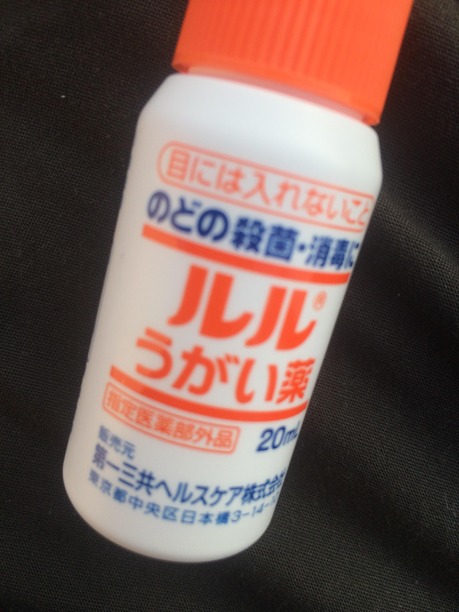 目には入れないこと
のどの殺菌・消毒に
ルル®
うがい薬
指定医薬部外品
20mL
販売元
第一三共ヘルスケア株式会
東京都中央区日本橋3-14-